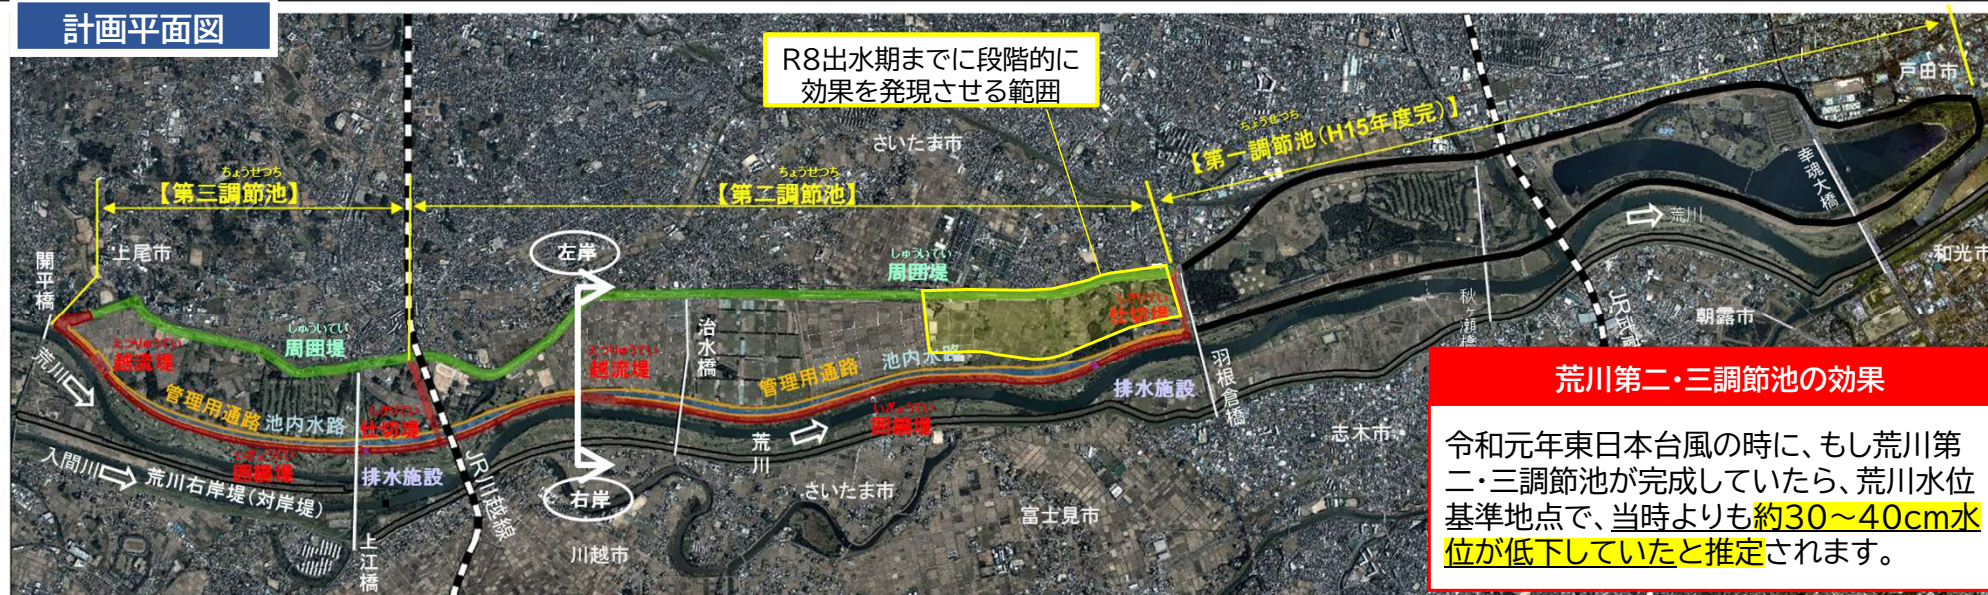 計画平面図
R8出水期までに段階的に
効果を発現させる範囲
戸田市
さいたま市
ちょうせつち
【第一調節池(H15年度完)】
ちょうせつち
【第二調節池】
ちょうせつち
【第三調節池】
幸魂大橋
荒川
和光市
開平橋
上尾市
左岸
しゅういてい
周囲堤
しきりてい
仕切堤
秋ヶ瀬橋
JR武蔵
朝霞市
しゅういてい
周囲堤
えつりゅうてい
越流堤
えつりゅうてい
越流堤
治水橋
池内水路
管理用通路
排水施設
羽根倉橋
荒川
管理用通路
池内水路
しきりてい
仕切堤
いぎょうてい
囲繞堤
いぎょうてい
囲繞堤
荒川
志木市
入間川
荒川右岸堤(対岸堤)
排水施設
JR川越線
右岸
さいたま市
富士見市
川越市
上江橋
荒川第二・三調節池の効果
令和元年東日本台風の時に、もし荒川第
二・三調節池が完成していたら、荒川水位
基準地点で、当時よりも約30～40cm水
位が低下していたと推定されます。